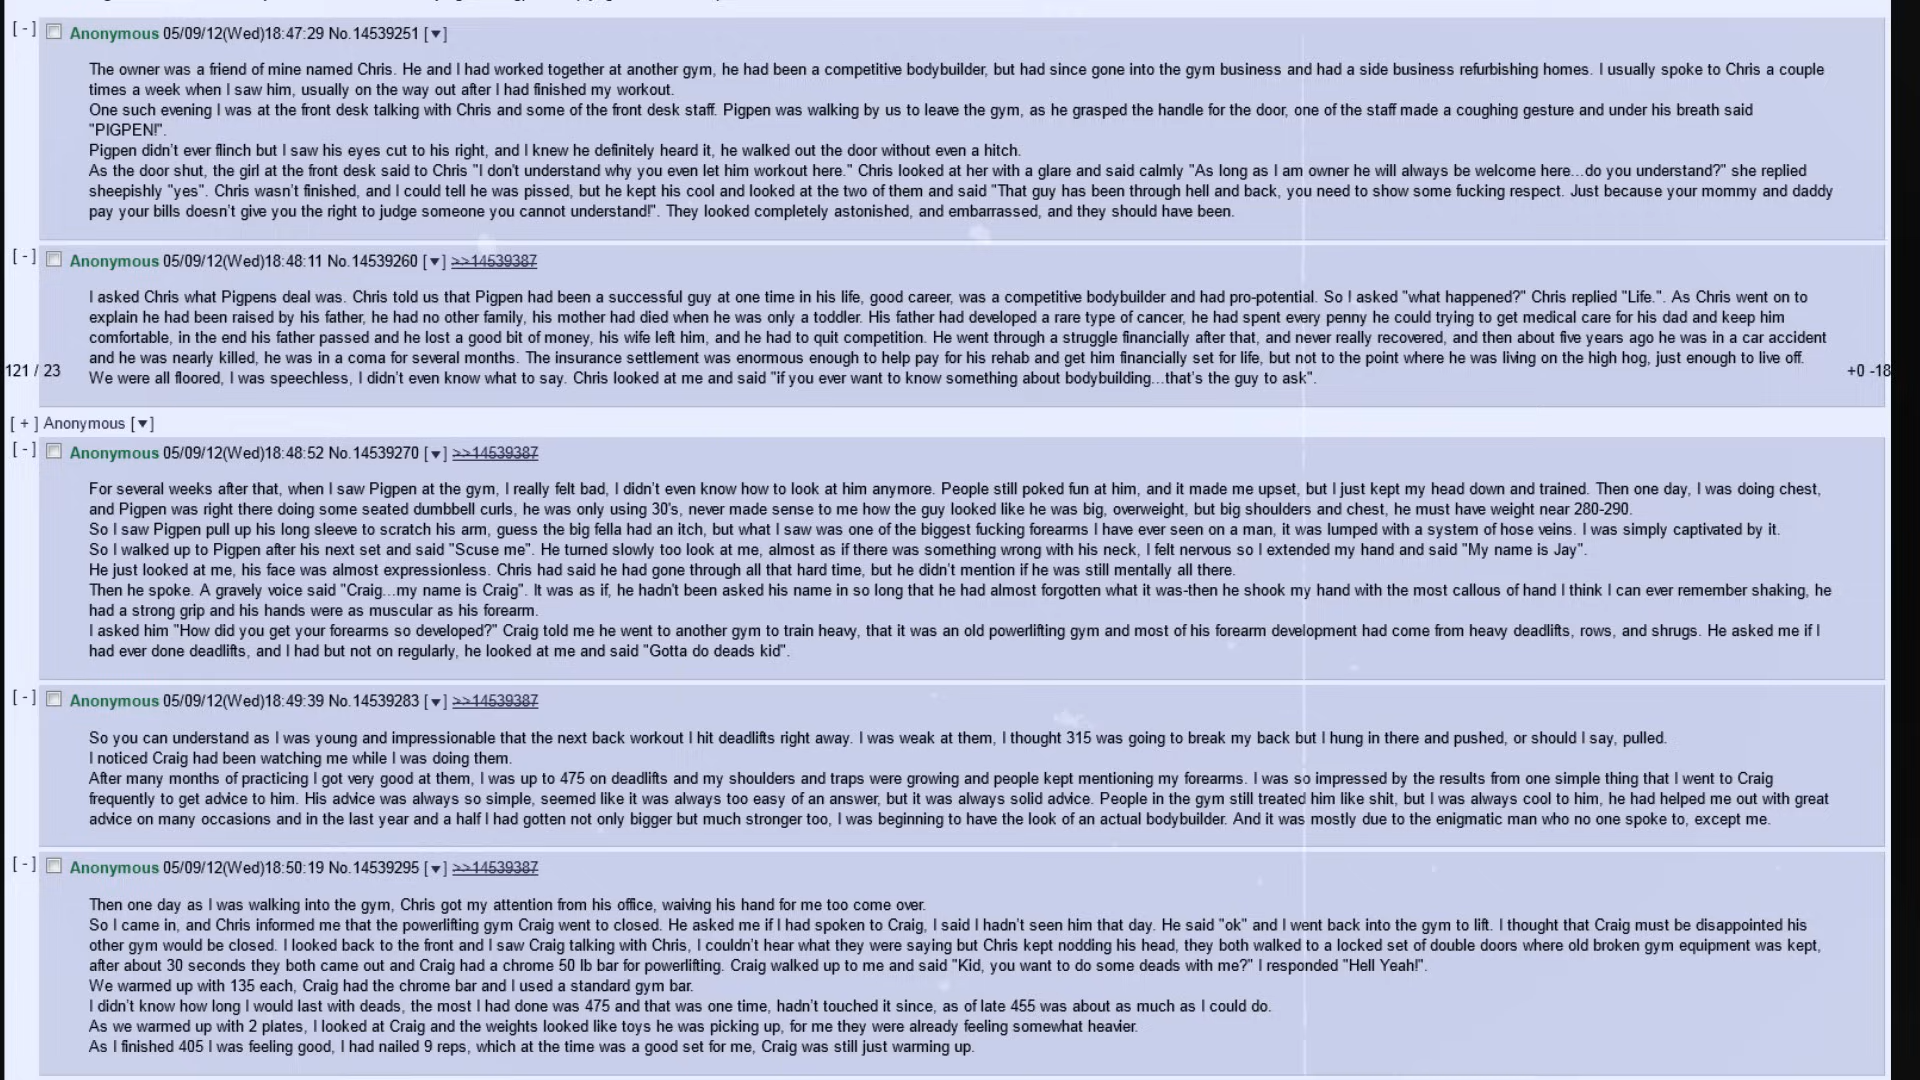 [ - ] Anonymous 05/09/12(Wed)18:47:29 No.14539251 [▼]
The owner was a friend of mine named Chris. He and I had worked together at another gym, he had been a competitive bodybuilder, but had since gone into the gym business and had a side business refurbishing homes. I usually spoke to Chris a couple
times a week when I saw him, usually on the way out after I had finished my workout.
One such evening I was at the front desk talking with Chris and some of the front desk staff. Pigpen was walking by us to leave the gym, as he grasped the handle for the door, one of the staff made a coughing gesture and under his breath said
"PIGPEN!".
Pigpen didn't ever flinch but I saw his eyes cut to his right, and I knew he definitely heard it, he walked out the door without even a hitch.
As the door shut, the girl at the front desk said to Chris "I don't understand why you even let him workout here." Chris looked at her with a glare and said calmly "As long as I am owner he will always be welcome here...do you understand?" she replied
sheepishly "yes". Chris wasn't finished, and I could tell he was pissed, but he kept his cool and looked at the two of them and said "That guy has been through hell and back, you need to show some fucking respect. Just because your mommy and daddy
pay your bills doesn't give you the right to judge someone you cannot understand!". They looked completely astonished, and embarrassed, and they should have been.
[ - ] Anonymous 05/09/12(Wed)18:48:11 No.14539260 [▼] >>14539387
I asked Chris what Pigpens deal was. Chris told us that Pigpen had been a successful guy at one time in his life, good career, was a competitive bodybuilder and had pro-potential. So I asked "what happened?" Chris replied "Life.". As Chris went on to
explain he had been raised by his father, he had no other family, his mother had died when he was only a toddler. His father had developed a rare type of cancer, he had spent every penny he could trying to get medical care for his dad and keep him
comfortable, in the end his father passed and he lost a good bit of money, his wife left him, and he had to quit competition. He went through a struggle financially after that, and never really recovered, and then about five years ago he was in a car accident
and he was nearly killed, he was in a coma for several months. The insurance settlement was enormous enough to help pay for his rehab and get him financially set for life, but not to the point where he was living on the high hog, just enough to live off.
121 / 23
+0 -18
We were all floored, I was speechless, I didn't even know what to say. Chris looked at me and said "if you ever want to know something about bodybuilding...that's the guy to ask".
[ + ] Anonymous [▼]
[ - ] Anonymous 05/09/12(Wed)18:48:52 No.14539270 [▼] >>14539387
For several weeks after that, when I saw Pigpen at the gym, I really felt bad, I didn't even know how to look at him anymore. People still poked fun at him, and it made me upset, but I just kept my head down and trained. Then one day, I was doing chest,
and Pigpen was right there doing some seated dumbbell curls, he was only using 30's, never made sense to me how the guy looked like he was big, overweight, but big shoulders and chest, he must have weight near 280-290.
So I saw Pigpen pull up his long sleeve to scratch his arm, guess the big fella had an itch, but what I saw was one of the biggest fucking forearms I have ever seen on a man, it was lumped with a system of hose veins. I was simply captivated by it.
So I walked up to Pigpen after his next set and said "Scuse me". He turned slowly too look at me, almost as if there was something wrong with his neck, I felt nervous so I extended my hand and said "My name is Jay".
He just looked at me, his face was almost expressionless. Chris had said he had gone through all that hard time, but he didn't mention if he was still mentally all there.
Then he spoke. A gravely voice said "Craig...my name is Craig". It was as if, he hadn't been asked his name in so long that he had almost forgotten what it was-then he shook my hand with the most callous of hand I think I can ever remember shaking, he
had a strong grip and his hands were as muscular as his forearm.
I asked him "How did you get your forearms so developed?" Craig told me he went to another gym to train heavy, that it was an old powerlifting gym and most of his forearm development had come from heavy deadlifts, rows, and shrugs. He asked me if I
had ever done deadlifts, and I had but not on regularly, he looked at me and said "Gotta do deads kid".
[ - ] Anonymous 05/09/12(Wed)18:49:39 No.14539283 [▼] >>14539387
So you can understand as I was young and impressionable that the next back workout I hit deadlifts right away. I was weak at them, I thought 315 was going to break my back but I hung in there and pushed, or should I say, pulled.
I noticed Craig had been watching me while I was doing them.
After many months of practicing I got very good at them, I was up to 475 on deadlifts and my shoulders and traps were growing and people kept mentioning my forearms. I was so impressed by the results from one simple thing that I went to Craig
frequently to get advice to him. His advice was always so simple, seemed like it was always too easy of an answer, but it was always solid advice. People in the gym still treated him like shit, but I was always cool to him, he had helped me out with great
advice on many occasions and in the last year and a half I had gotten not only bigger but much stronger too, I was beginning to have the look of an actual bodybuilder. And it was mostly due to the enigmatic man who no one spoke to, except me.
[ - ] Anonymous 05/09/12(Wed)18:50:19 No.14539295 [▼] >>14539387
Then one day as I was walking into the gym, Chris got my attention from his office, waiving his hand for me too come over.
So I came in, and Chris informed me that the powerlifting gym Craig went to closed. He asked me if I had spoken to Craig, I said I hadn't seen him that day. He said "ok" and I went back into the gym to lift. I thought that Craig must be disappointed his
other gym would be closed. I looked back to the front and I saw Craig talking with Chris, I couldn't hear what they were saying but Chris kept nodding his head, they both walked to a locked set of double doors where old broken gym equipment was kept,
after about 30 seconds they both came out and Craig had a chrome 50 lb bar for powerlifting. Craig walked up to me and said "Kid, you want to do some deads with me?" I responded "Hell Yeah!".
We warmed up with 135 each, Craig had the chrome bar and I used a standard gym bar.
I didn't know how long I would last with deads, the most I had done was 475 and that was one time, hadn't touched it since, as of late 455 was about as much as I could do.
As we warmed up with 2 plates, I looked at Craig and the weights looked like toys he was picking up, for me they were already feeling somewhat heavier.
As I finished 405 I was feeling good, I had nailed 9 reps, which at the time was a good set for me, Craig was still just warming up.